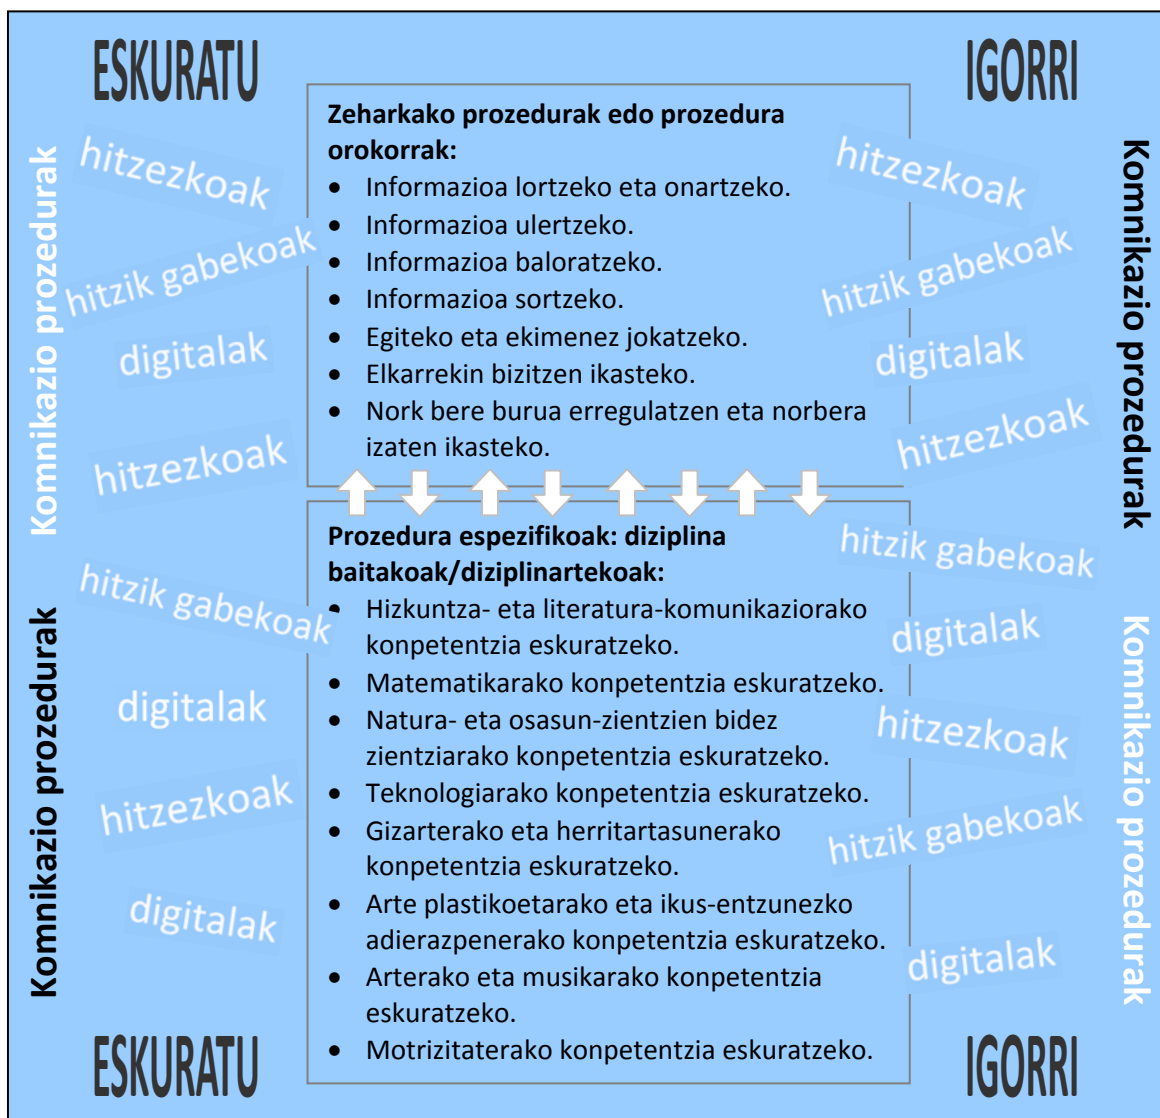 ESKURATU
IGORRI
Komnikazio prozedurak
Komnikazio prozedurak
hitzezkoak
hitzik gabekoak
digitalak
hitzezkoak
hitzik gabekoak
digitalak
hitzezkoak
digitalak
Zeharkako prozedurak edo prozedura
orokorrak:
• Informazioa lortzeko eta onartzeko.
• Informazioa ulertzeko.
• Informazioa baloratzeko.
• Informazioa sortzeko.
• Egiteko eta ekimenez jokatzeko.
• Elkarrekin bizitzen ikasteko.
• Nork bere burua erregulatzen eta norbera
izaten ikasteko.
Prozedura espezifikoak: diziplina
baitakoak/diziplinartekoak:
• Hizkuntza- eta literatura-komunikaziorako
konpetentzia eskuratzeko.
• Matematikarako konpetentzia eskuratzeko.
• Natura- eta osasun-zientzien bidez
zientziarako konpetentzia eskuratzeko.
• Teknologiarako konpetentzia eskuratzeko.
• Gizarterako eta herritartasunerako
konpetentzia eskuratzeko.
• Arte plastikoetarako eta ikus-entzunezko
adierazpenerako konpetentzia eskuratzeko.
• Arterako eta musikarako konpetentzia
eskuratzeko.
• Motrizitaterako konpetentzia eskuratzeko.
hitzezkoak
hitzik gabekoak
digitalak
hitzezkoak
hitzik gabekoak
digitalak
hitzezkoak
hitzik gabekoak
digitalak
Komnikazio prozedurak
Komnikazio prozedurak
ESKURATU
IGORRI